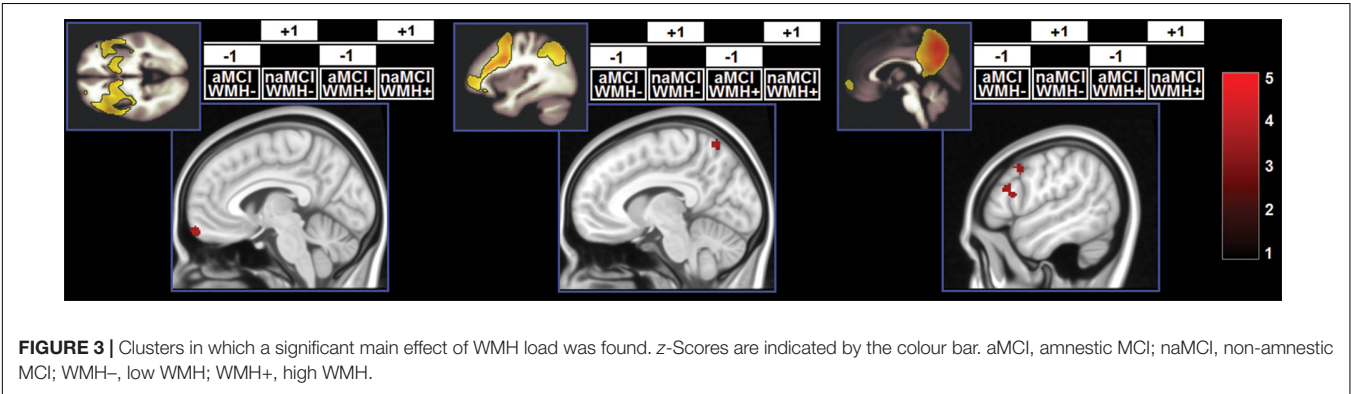 +1 +1
-1 -1
aMCI naMCI aMCI naMCI
WMH- WMH- WMH+ WMH+
+1 +1
-1 -1
aMCI naMCI aMCI naMCI
WMH- WMH- WMH+ WMH+
+1 +1
-1 -1
aMCI naMCI aMCI naMCI
WMH- WMH- WMH+ WMH+
5
4
3
2
1
FIGURE 3 | Clusters in which a significant main effect of WMH load was found. z-Scores are indicated by the colour bar. aMCI, amnestic MCI; naMCI, non-amnestic
MCI; WMH–, low WMH; WMH+, high WMH.